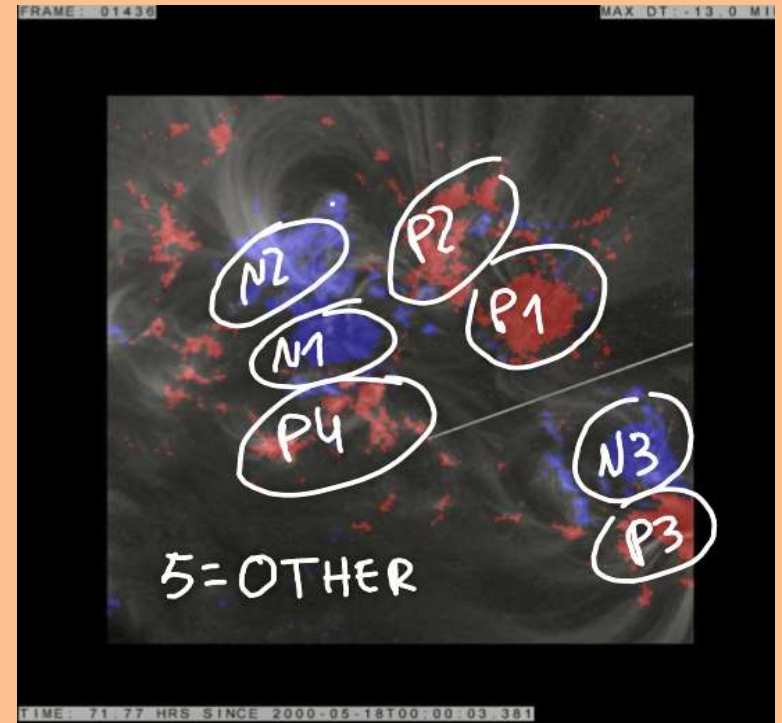 FRAME: 01436
MAX DT: -13.0 MI
P2
N2
P1
N1
P4
N3
P3
5=OTHER
TIME: 71.77 HRS SINCE 2000-05-18T00:00:03.381